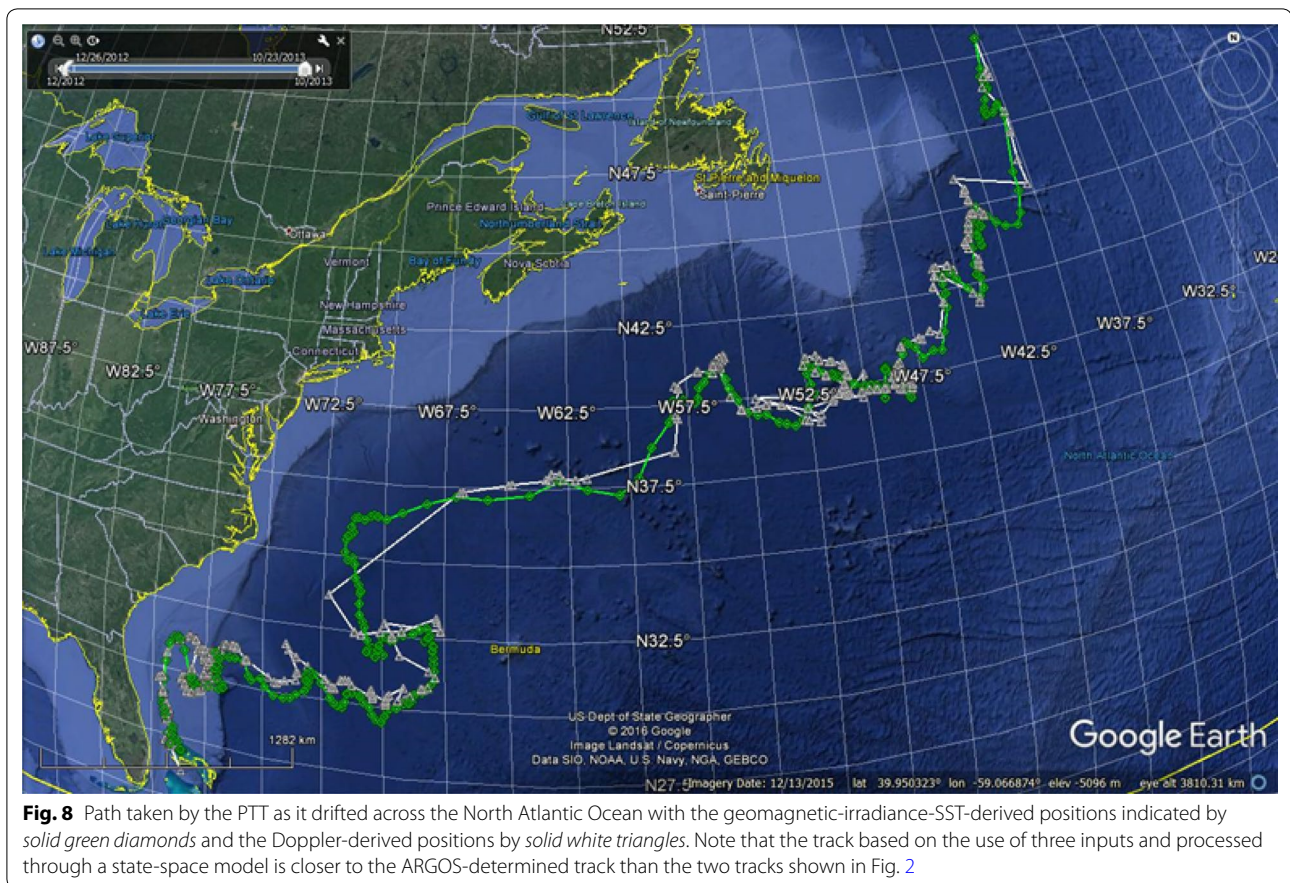 12/26/2012
10/23/2013
12/2012
10/2013
N52.5°
N
Gulf of St Lawrence
Island of Newfoundland
Lake Superior
N47.5°
St Pierre and Miquelon
Saint-Pierre
Prince Edward Island
Northumberland Strait
Georgian Bay
Lake Huron
Ottawa
Lake Michigan
Vermont
Bay of Fundy
Nova Scotia
Lake Ontario
Lake Erie
New Hampshire
Massachusetts
Connecticut
N42.5°
W32.5°
W37.5°
W42.5°
W87.5°
W82.5°
W77.5°
Washington
W72.5°
W67.5°
W62.5°
W57.5°
W52.5°
W47.5°
North Atlantic Ocean
N37.5°
N32.5°
Bermuda
US Dept of State Geographer
© 2016 Google
Image Landsat / Copernicus
Data SIO, NOAA, U.S. Navy, NGA, GEBCO
Google Earth
1282 km
N27.5°
Imagery Date: 12/13/2015 lat 39.950323° lon -59.066874° elev -5096 m eye alt 3810.31 km
Fig. 8 Path taken by the PTT as it drifted across the North Atlantic Ocean with the geomagnetic-irradiance-SST-derived positions indicated by
solid green diamonds and the Doppler-derived positions by solid white triangles. Note that the track based on the use of three inputs and processed
through a state-space model is closer to the ARGOS-determined track than the two tracks shown in Fig. 2